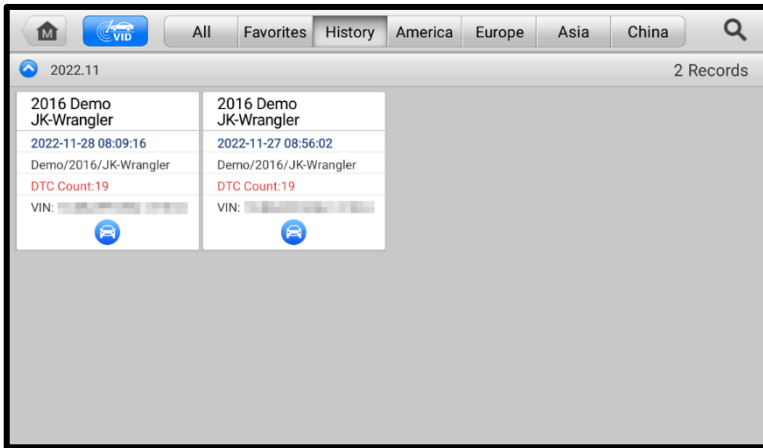 M VID All Favorites History America Europe Asia China
2022.11 2 Records
2016 Demo
JK-Wrangler
2022-11-28 08:09:16
Demo/2016/JK-Wrangler
DTC Count:19
VIN:
2016 Demo
JK-Wrangler
2022-11-27 08:56:02
Demo/2016/JK-Wrangler
DTC Count:19
VIN: